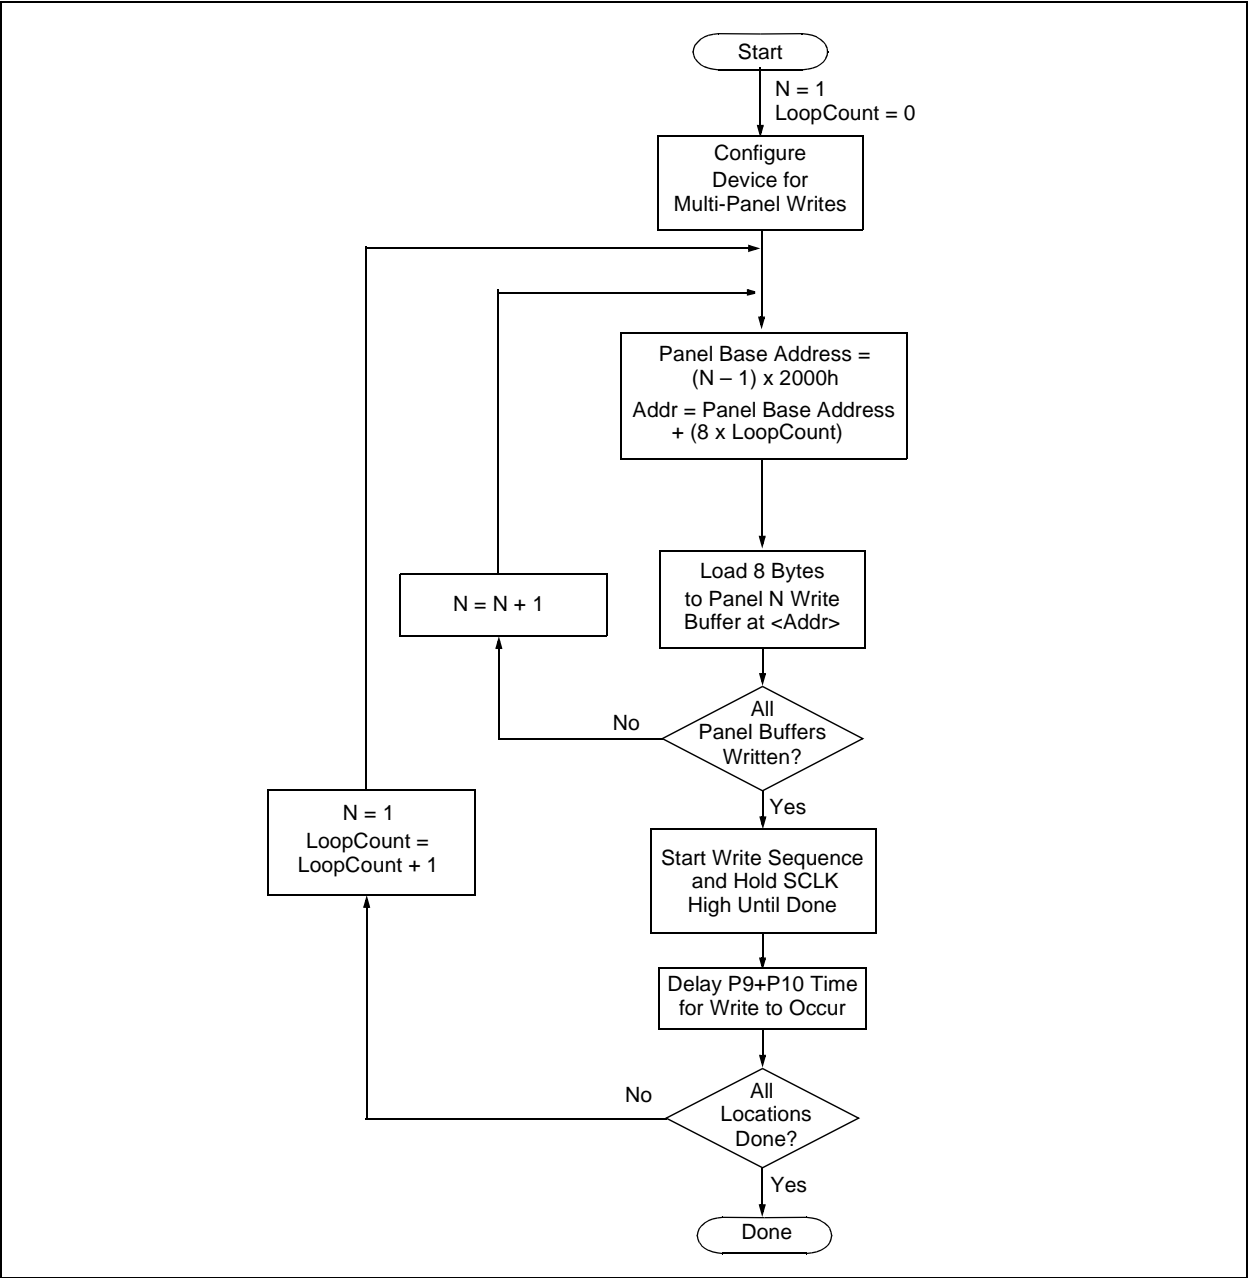 Start
N = 1
LoopCount = 0
Configure
Device for
Multi-Panel Writes
Panel Base Address =
(N – 1) x 2000h
Addr = Panel Base Address
+ (8 x LoopCount)
Load 8 Bytes
to Panel N Write
Buffer at <Addr>
N = N + 1
All
Panel Buffers
Written?
No
Yes
N = 1
LoopCount =
LoopCount + 1
Start Write Sequence
and Hold SCLK
High Until Done
Delay P9+P10 Time
for Write to Occur
All
Locations
Done?
No
Yes
Done